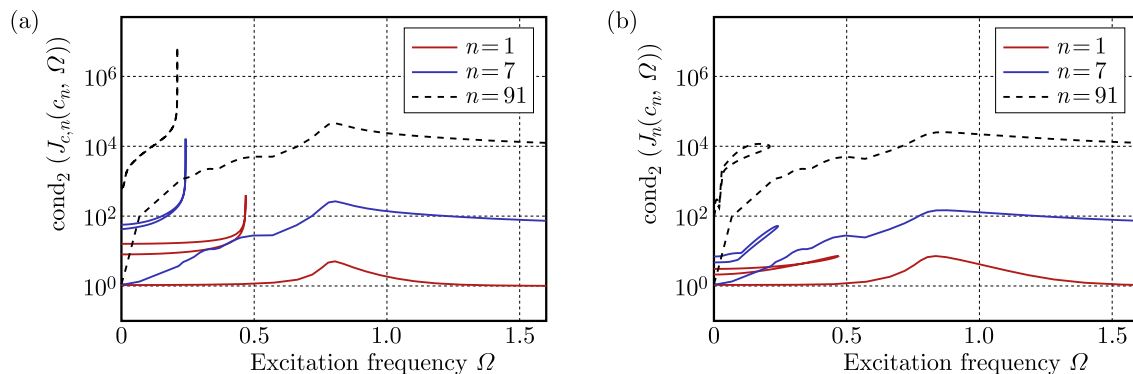 (a)
cond₂ (J_{c,n}(c_n, Ω))
10⁶
10⁴
10²
10⁰
n=1
n=7
n=91
0
0.5
1.0
1.5
Excitation frequency Ω
(b)
cond₂ (J_n(c_n, Ω))
10⁶
10⁴
10²
10⁰
n=1
n=7
n=91
0
0.5
1.0
1.5
Excitation frequency Ω